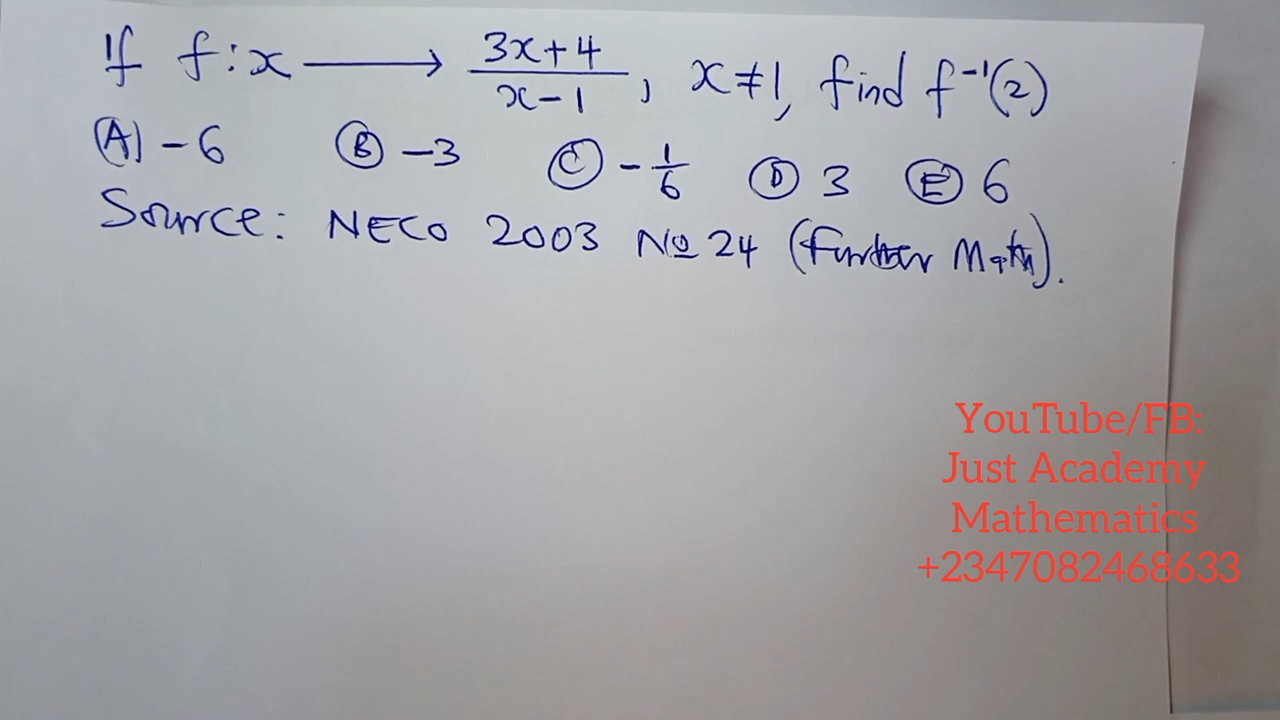 If f:x ⟶ (3x+4)/(x-1), x≠1, find f⁻¹(2)
(A) -6 (B) -3 (C) -1/6 (D) 3 (E) 6
Source: NECO 2003 No 24 (Further Math).
YouTube/FB:
Just Academy
Mathematics
+2347082468633